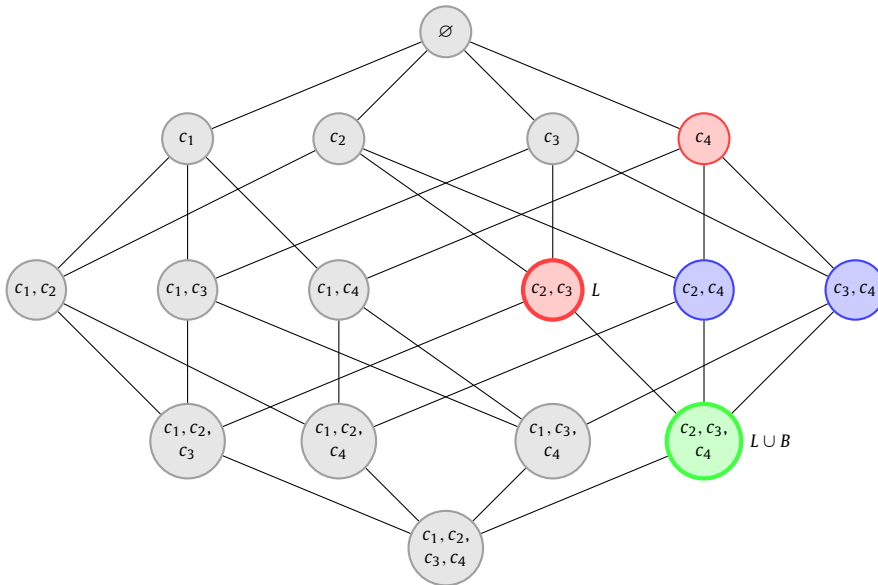 ∅
c₁
c₂
c₃
c₄
c₁, c₂
c₁, c₃
c₁, c₄
c₂, c₃
L
c₂, c₄
c₃, c₄
c₁, c₂,
c₃
c₁, c₂,
c₄
c₁, c₃,
c₄
c₂, c₃,
c₄
L ∪ B
c₁, c₂,
c₃, c₄